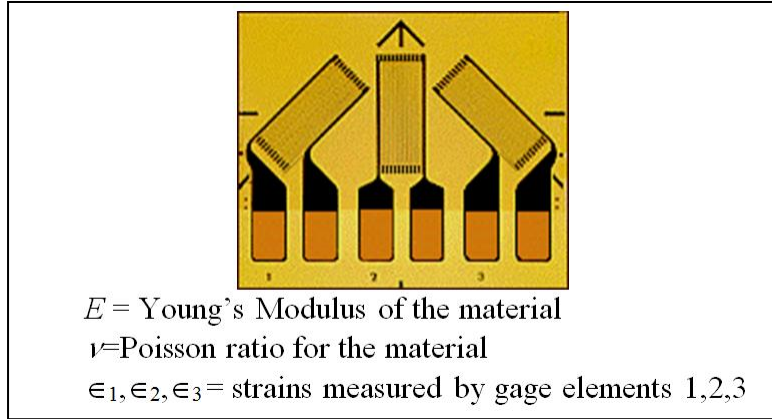 1 2 3
E = Young's Modulus of the material
ν=Poisson ratio for the material
∈1,∈2,∈3= strains measured by gage elements 1,2,3